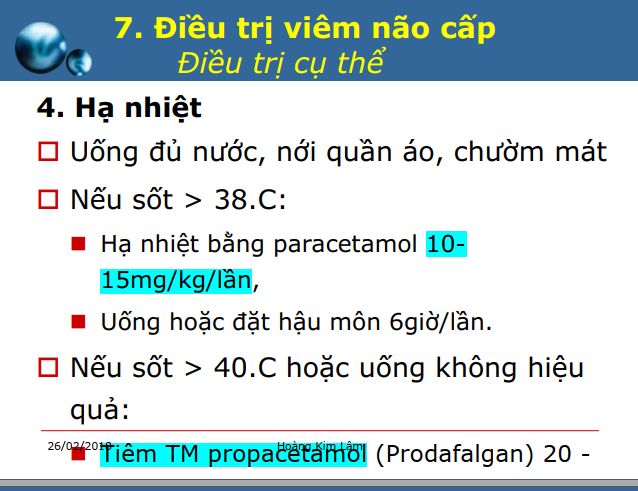 7. Điều trị viêm não cấp
Điều trị cụ thể
4. Hạ nhiệt
Uống đủ nước, nới quần áo, chườm mát
Nếu sốt > 38.C:
Hạ nhiệt bằng paracetamol 10-
15mg/kg/lần,
Uống hoặc đặt hậu môn 6giờ/lần.
Nếu sốt > 40.C hoặc uống không hiệu
quả:
26/02/2018 Hoàng Kim Lâm
Tiêm TM propacetamol (Prodafalgan) 20 -